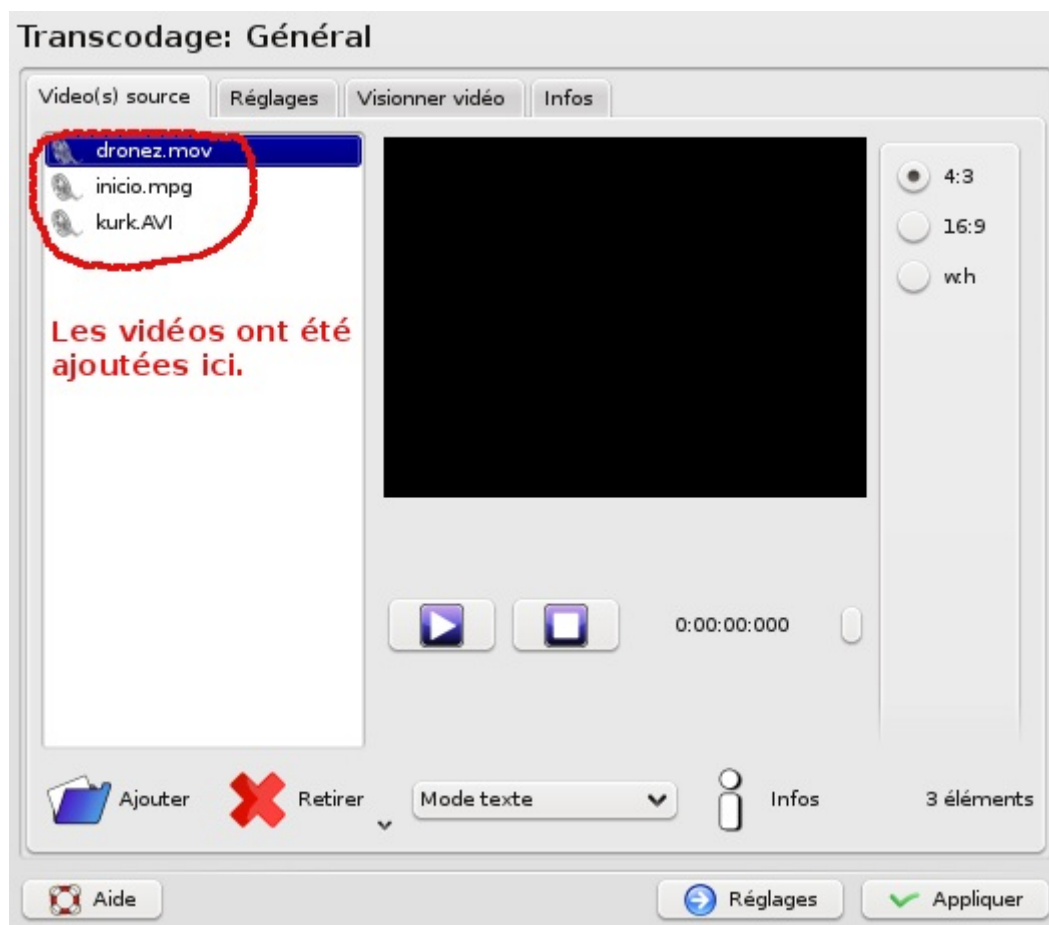 Transcodage: Général
Video(s) source
Réglages
Visionner vidéo
Infos
dronez.mov
inicio.mpg
kurk.AVI
Les vidéos ont été
ajoutées ici.
4:3
16:9
w:h
0:00:00:000
Ajouter
Retirer
Mode texte
Infos
3 éléments
Aide
Réglages
Appliquer